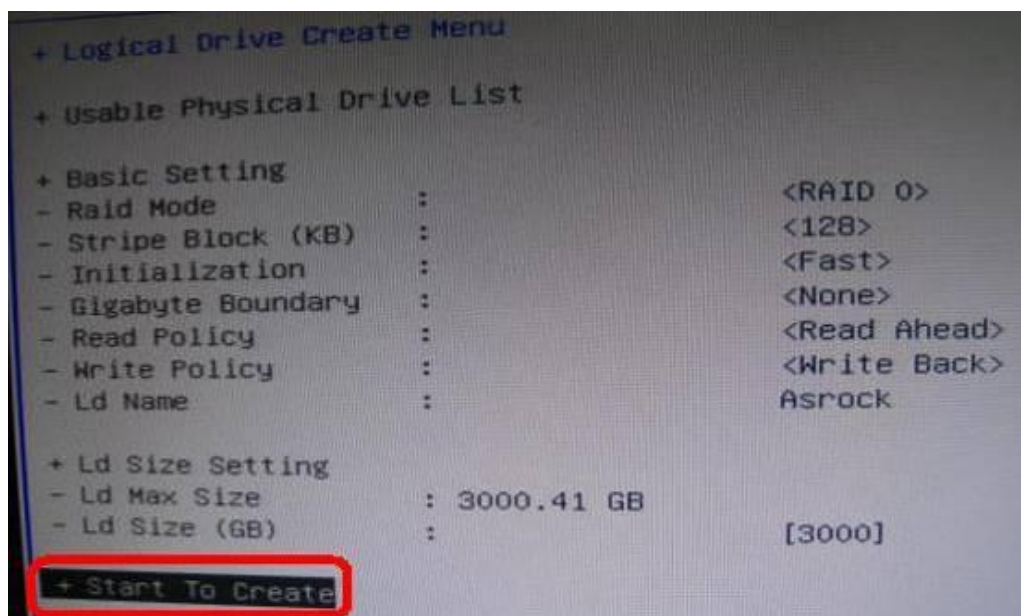 + Logical Drive Create Menu
+ Usable Physical Drive List
+ Basic Setting
- Raid Mode : <RAID 0>
- Stripe Block (KB) : <128>
- Initialization : <Fast>
- Gigabyte Boundary : <None>
- Read Policy : <Read Ahead>
- Write Policy : <Write Back>
- Ld Name : Asrock
+ Ld Size Setting
- Ld Max Size : 3000.41 GB
- Ld Size (GB) : [3000]
+ Start To Create